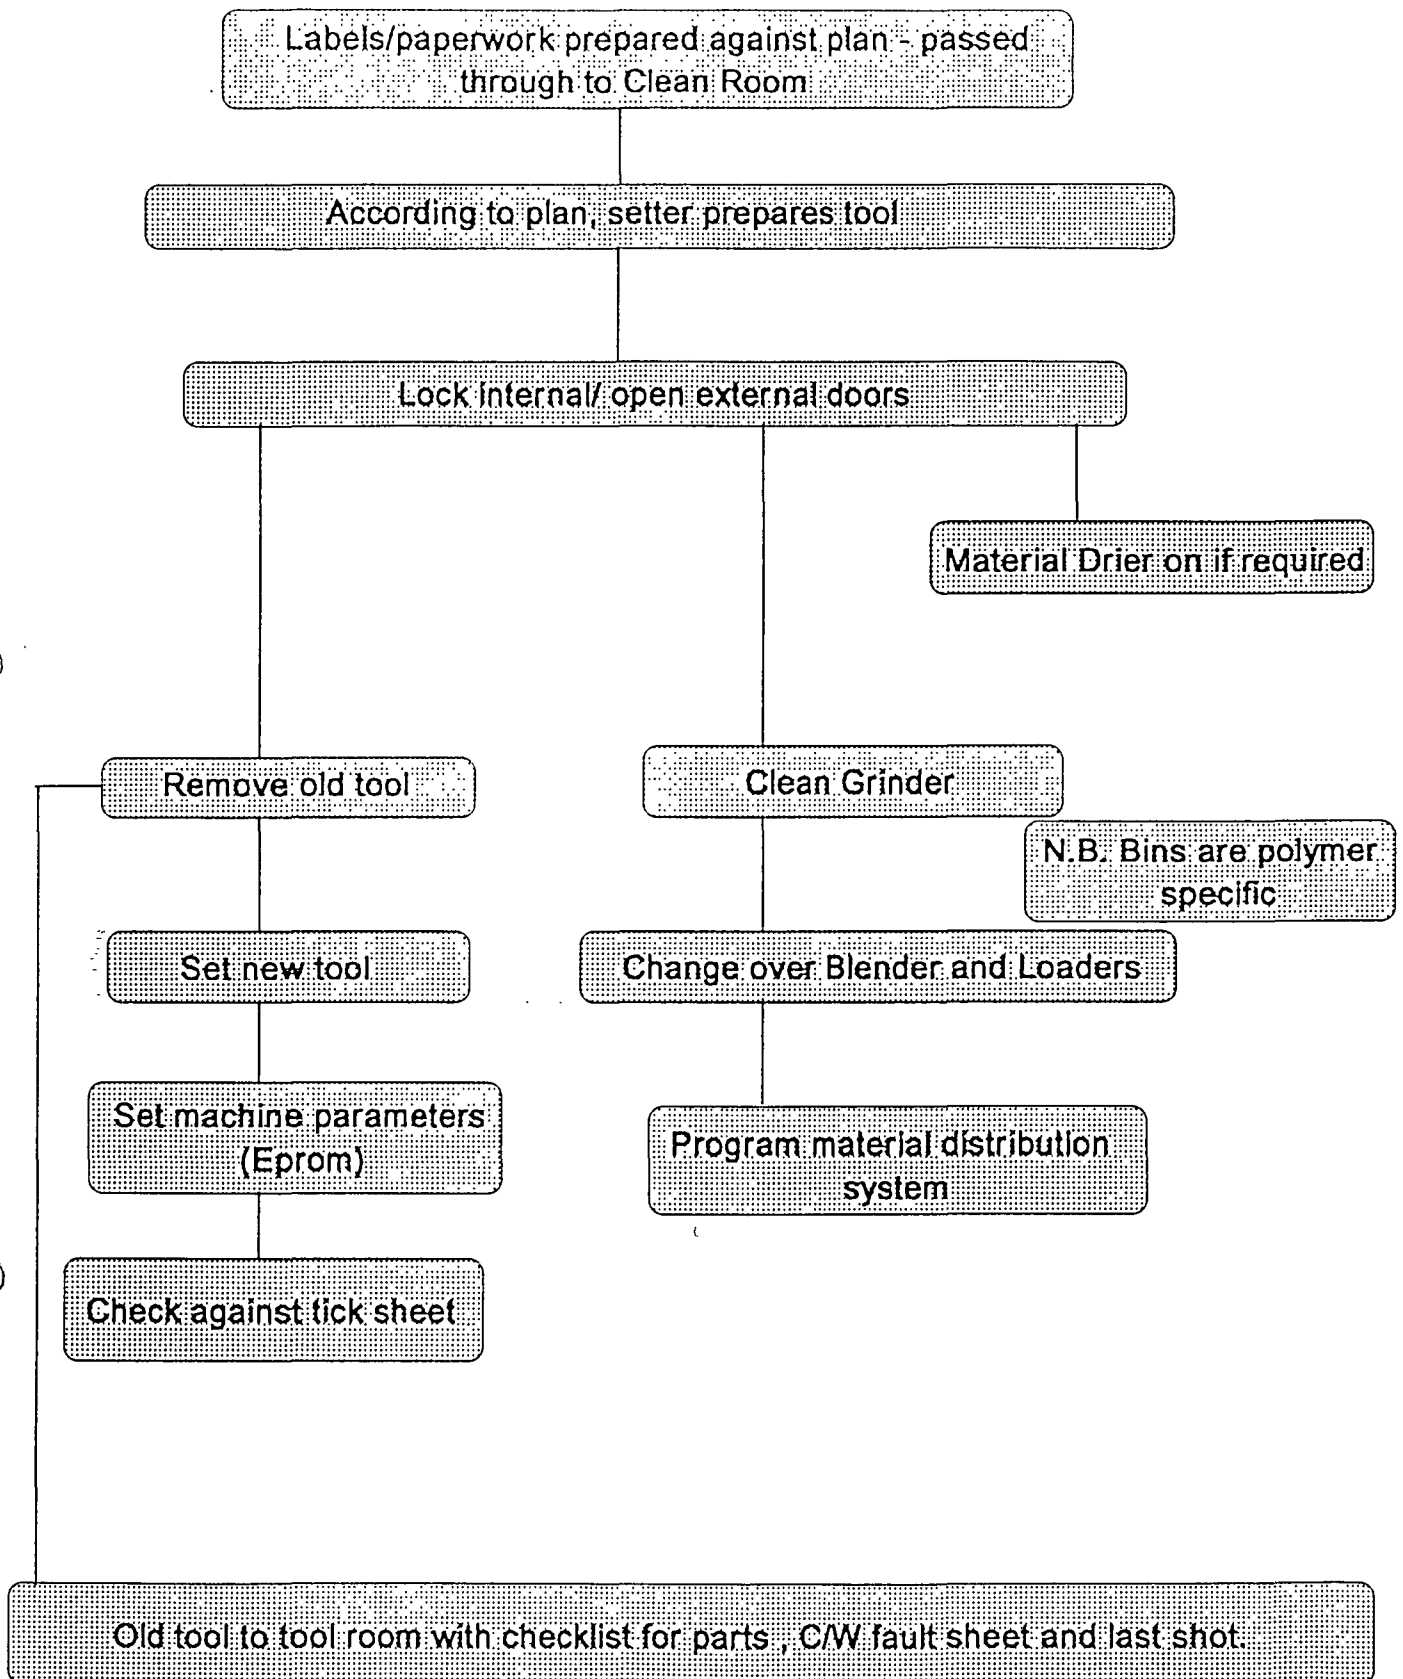 Labels/paperwork prepared against plan - passed
through to Clean Room
According to plan, setter prepares tool
Lock internal/ open external doors
Material Drier on if required
Remove old tool
Clean Grinder
N.B. Bins are polymer
specific
Set new tool
Change over Blender and Loaders
Set machine parameters
(Eprom)
Program material distribution
system
Check against tick sheet
Old tool to tool room with checklist for parts , C/W fault sheet and last shot.